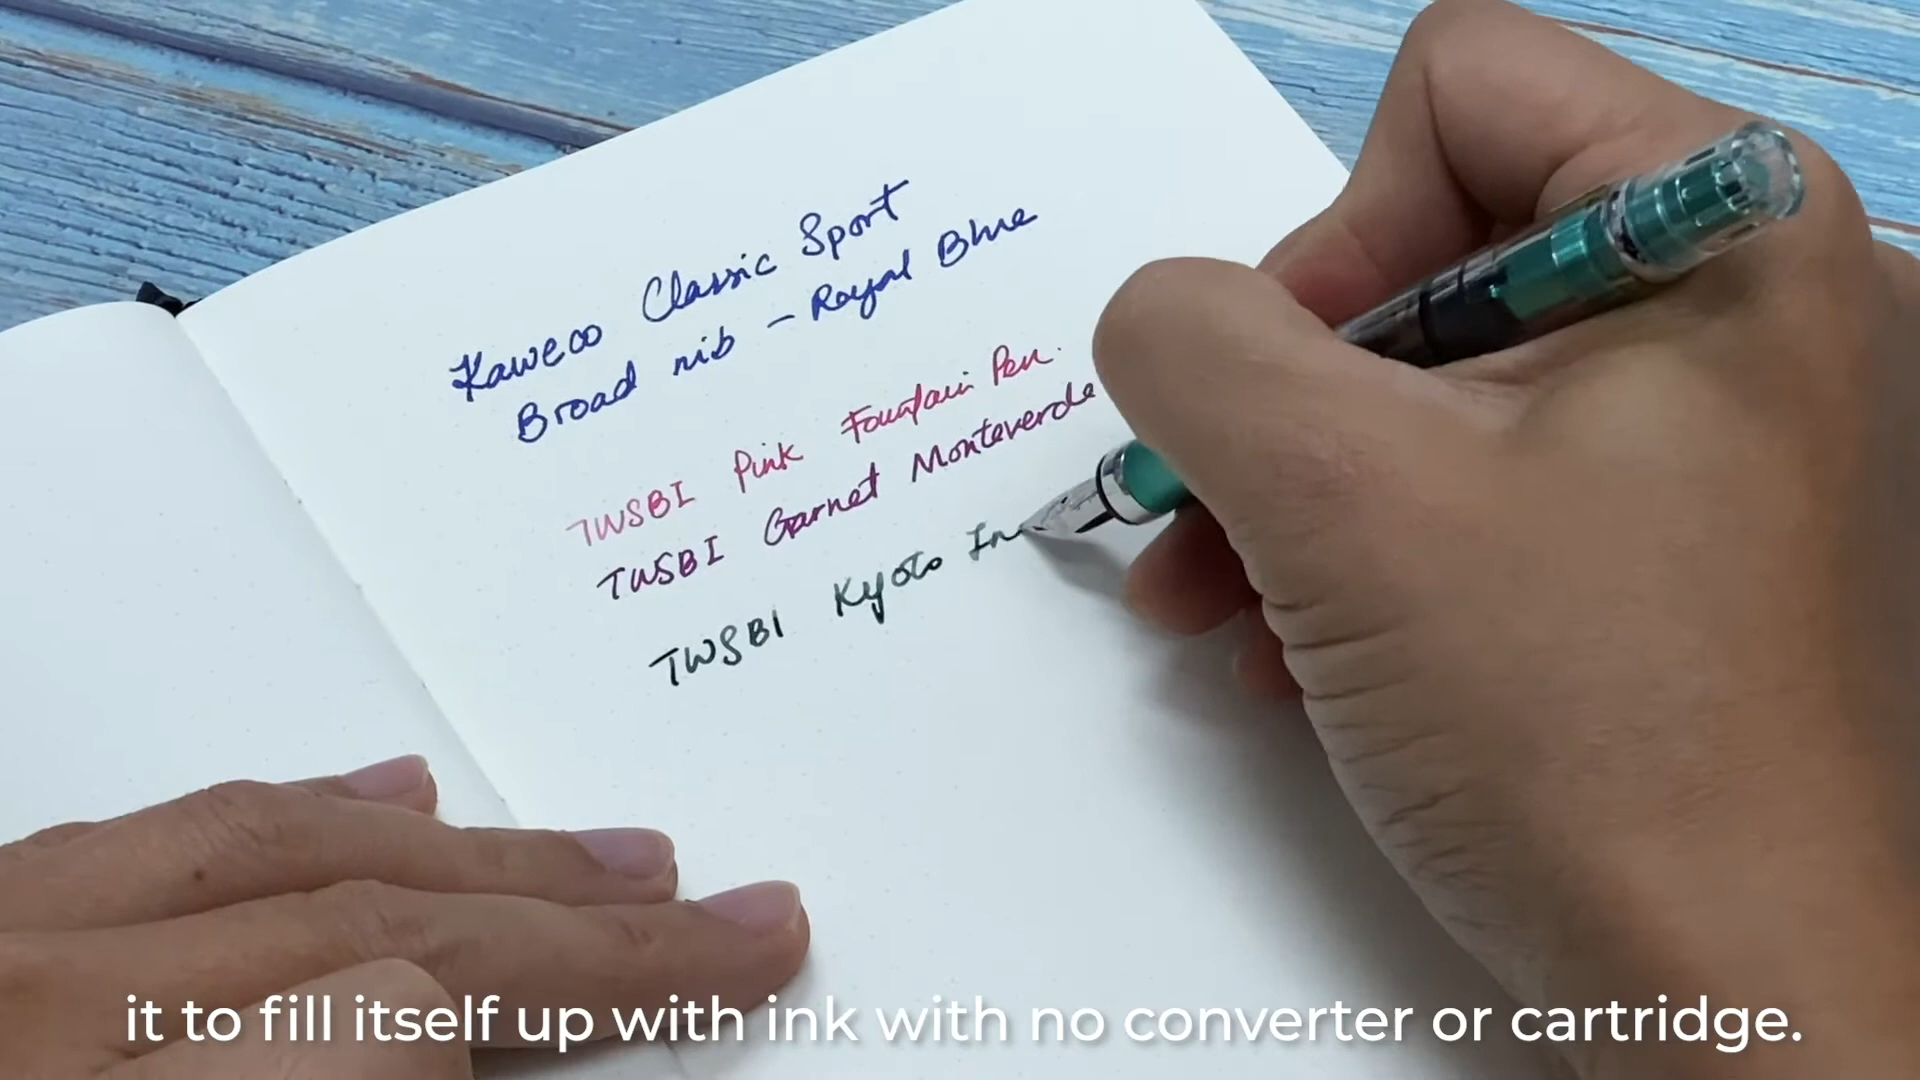 Kaweco Classic Sport
Broad nib - Royal Blue
TWSBI Pink Fountain Pen.
TWSBI Garnet Monteverde
TWSBI Kyoto In
it to fill itself up with ink with no converter or cartridge.